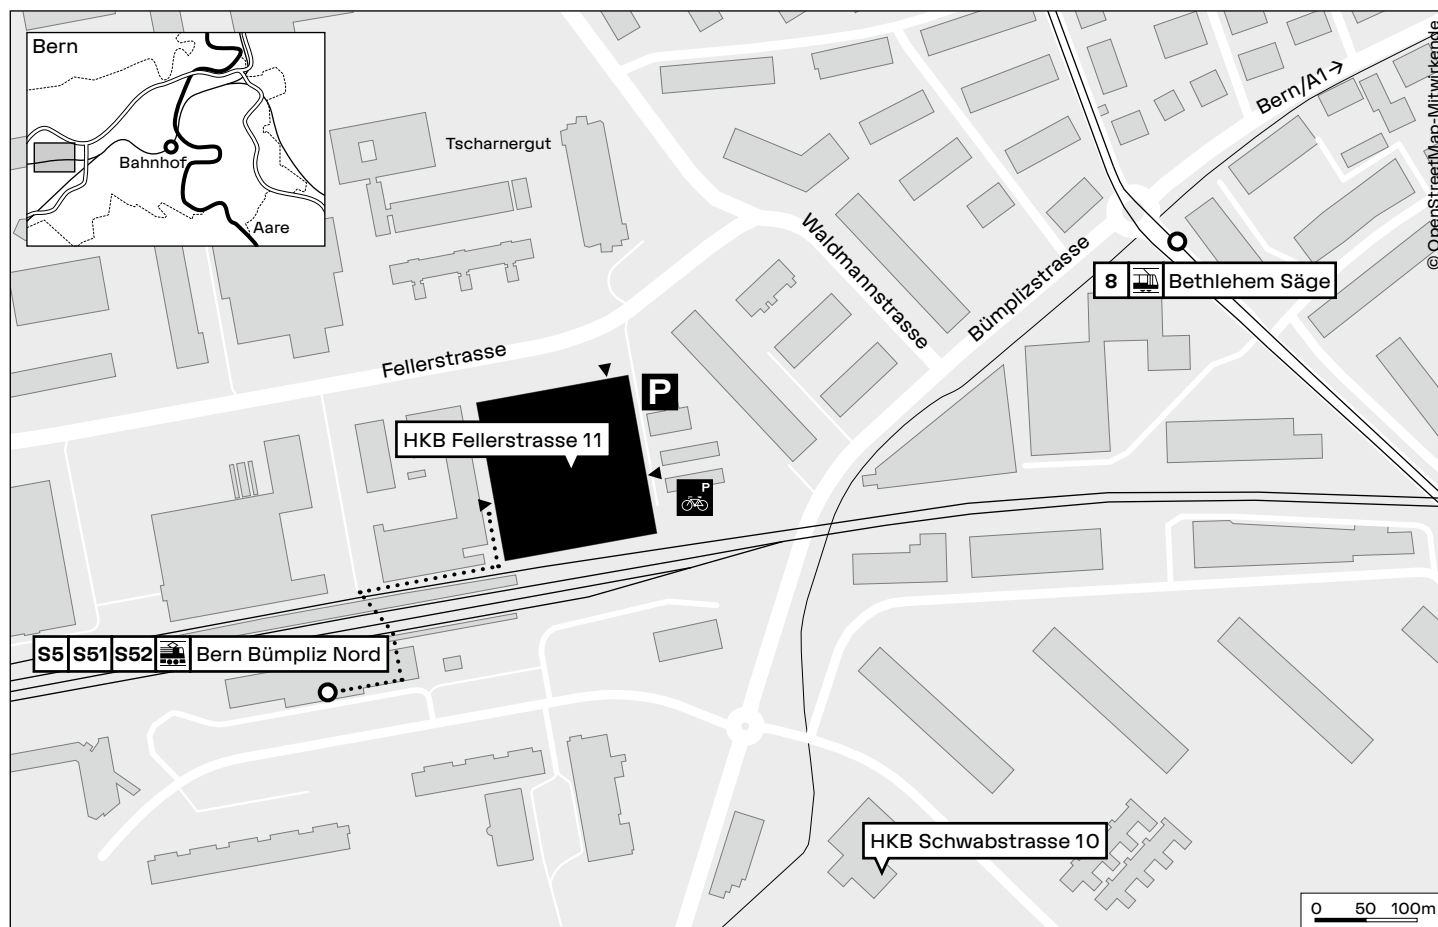 Bern
Bahnhof
Aare
Tscharnergut
Bern/A1→
© OpenStreetMap-Mitwirkende
Waldmannstrasse
Bümplizstrasse
8 Bethlehem Säge
Fellerstrasse
P
HKB Fellerstrasse 11
P
S5 S51 S52 Bern Bümpliz Nord
HKB Schwabstrasse 10
0 50 100m